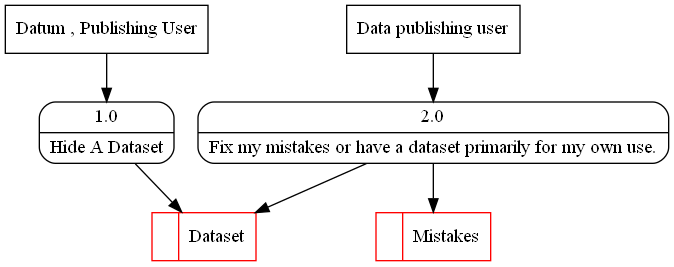 Datum , Publishing User
Data publishing user
1.0
Hide A Dataset
2.0
Fix my mistakes or have a dataset primarily for my own use.
Dataset
Mistakes